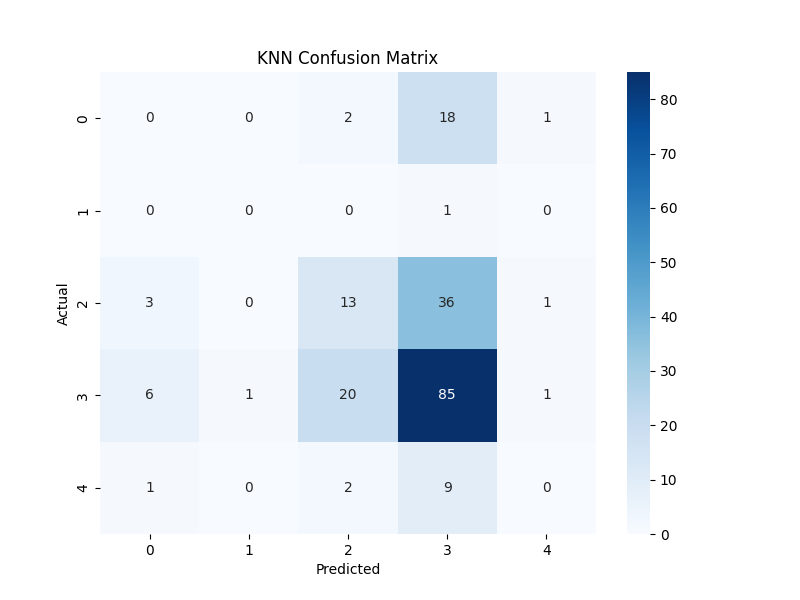 KNN Confusion Matrix
0 0 0 2 18 1
1 0 0 0 1 0
2 3 0 13 36 1
3 6 1 20 85 1
4 1 0 2 9 0
0 1 2 3 4
Predicted
Actual
80
70
60
50
40
30
20
10
0